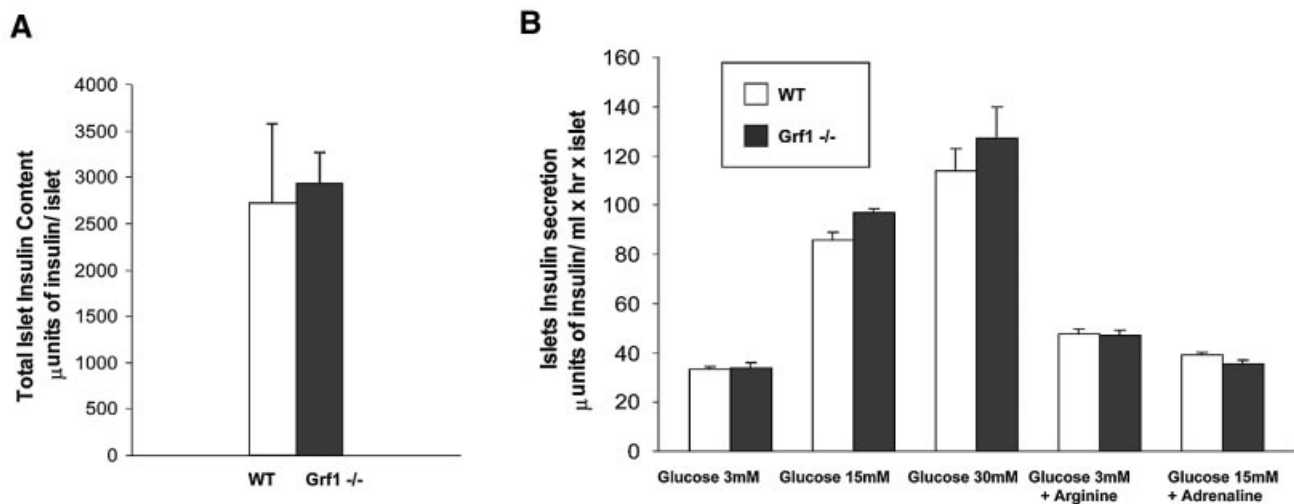 A
Total Islet Insulin Content
μunits of insulin/ islet
4000
3500
3000
2500
2000
1500
1000
500
0
WT Grf1 -/-
B
Islets Insulin secretion
μunits of insulin/ ml x hr x islet
160
140
120
100
80
60
40
20
0
WT
Grf1 -/-
Glucose 3mM Glucose 15mM Glucose 30mM Glucose 3mM Glucose 15mM
+ Arginine + Adrenaline